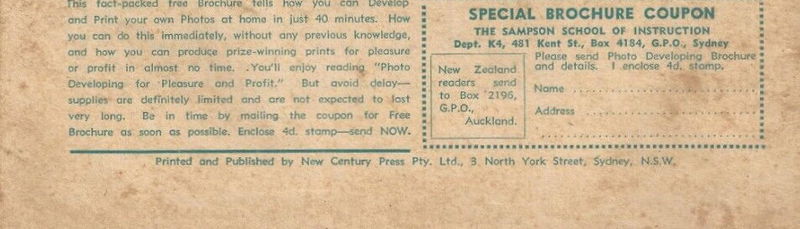 This fact-packed free Brochure tells how you can Develop
and Print your own Photos at home in just 40 minutes. How
you can do this immediately, without any previous knowledge,
and how you can produce prize-winning prints for pleasure
or profit in almost no time. .You'll enjoy reading "Photo
Developing for Pleasure and Profit." But avoid delay—
supplies are definitely limited and are not expected to last
very long. Be in time by mailing the coupon for Free
Brochure as soon as possible. Enclose 4d. stamp—send NOW.
SPECIAL BROCHURE COUPON
THE SAMPSON SCHOOL OF INSTRUCTION
Dept. K4, 481 Kent St., Box 4184, G.P.O., Sydney
New Zealand
readers send
to Box 2196,
G.P.O.,
Auckland.
Please send Photo Developing Brochure
and details. I enclose 4d. stamp.
Name
Address
Printed and Published by New Century Press Pty. Ltd., 3 North York Street, Sydney, N.S.W.